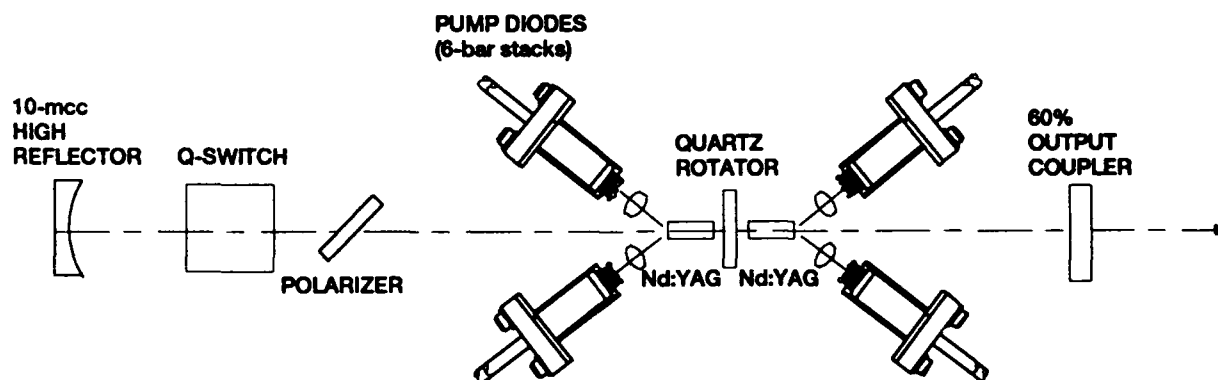 PUMP DIODES
(6-bar stacks)
10-mcc
HIGH
REFLECTOR
Q-SWITCH
POLARIZER
QUARTZ
ROTATOR
Nd:YAG
Nd:YAG
60%
OUTPUT
COUPLER